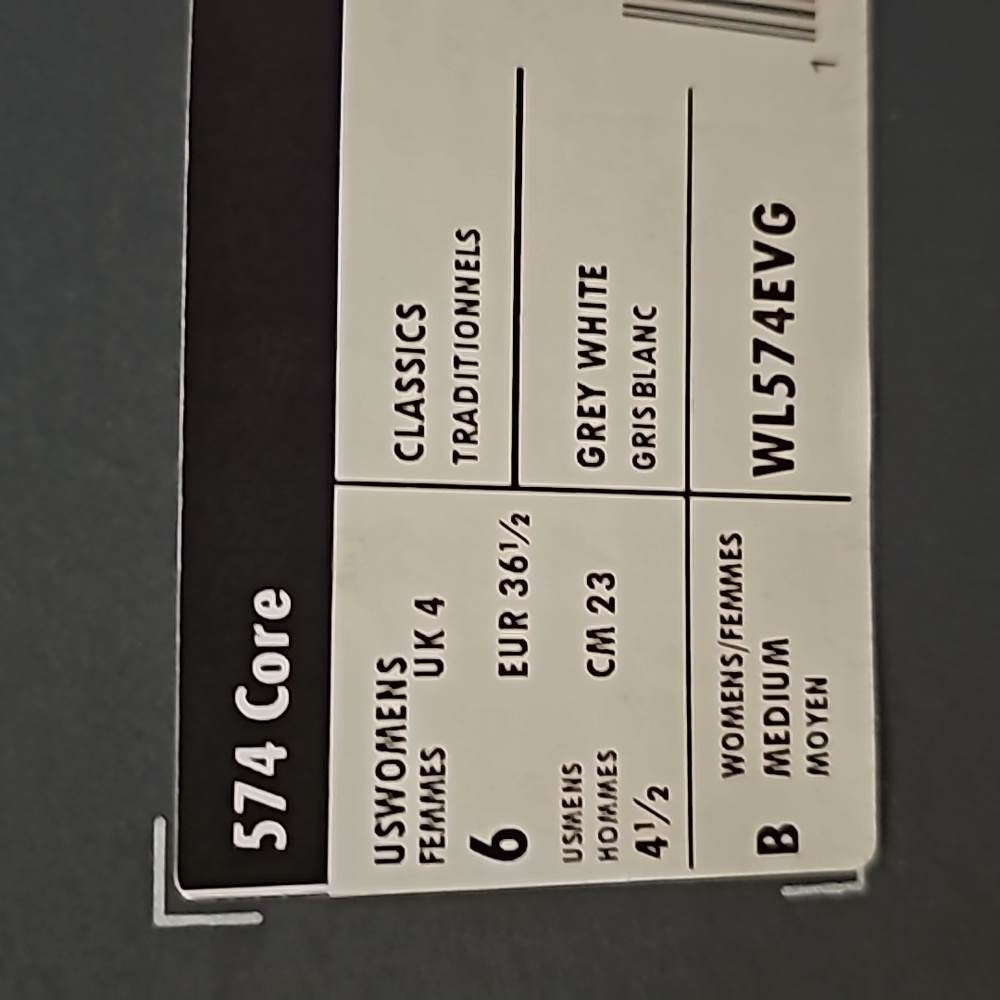 574 Core
USWOMENS
FEMMES
6
UK 4
EUR 36½
USMENS
HOMMES
4½
CM 23
CLASSICS
TRADITIONNELS
GREY WHITE
GRIS BLANC
B
WOMENS/FEMMES
MEDIUM
MOYEN
WL574EVG
1